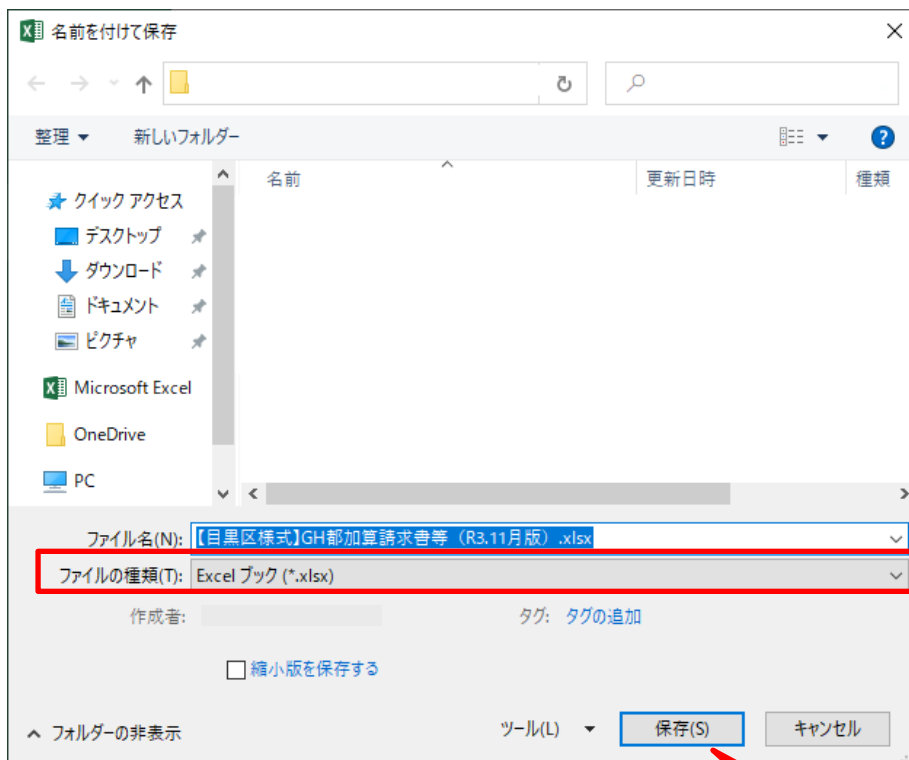 名前を付けて保存
整理 新しいフォルダー
名前 更新日時 種類
クイック アクセス
デスクトップ
ダウンロード
ドキュメント
ピクチャ
Microsoft Excel
OneDrive
PC
ファイル名(N): 【目黒区様式】GH都加算請求書等（R3.11月版）.xlsx
ファイルの種類(T): Excel ブック (*.xlsx)
作成者: タグ: タグの追加
縮小版を保存する
フォルダーの非表示 ツール(L) 保存(S) キャンセル